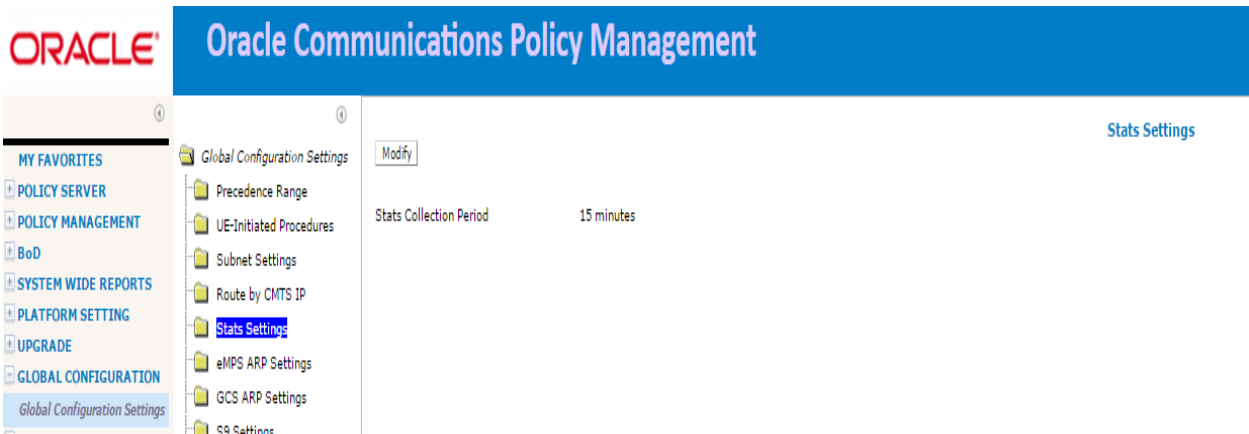 ORACLE
Oracle Communications Policy Management
MY FAVORITES
POLICY SERVER
POLICY MANAGEMENT
BoD
SYSTEM WIDE REPORTS
PLATFORM SETTING
UPGRADE
GLOBAL CONFIGURATION
Global Configuration Settings
Global Configuration Settings
Precedence Range
UE-Initiated Procedures
Subnet Settings
Route by CMTS IP
Stats Settings
eMPS ARP Settings
GCS ARP Settings
S9 Settings
Stats Settings
Modify
Stats Collection Period 15 minutes